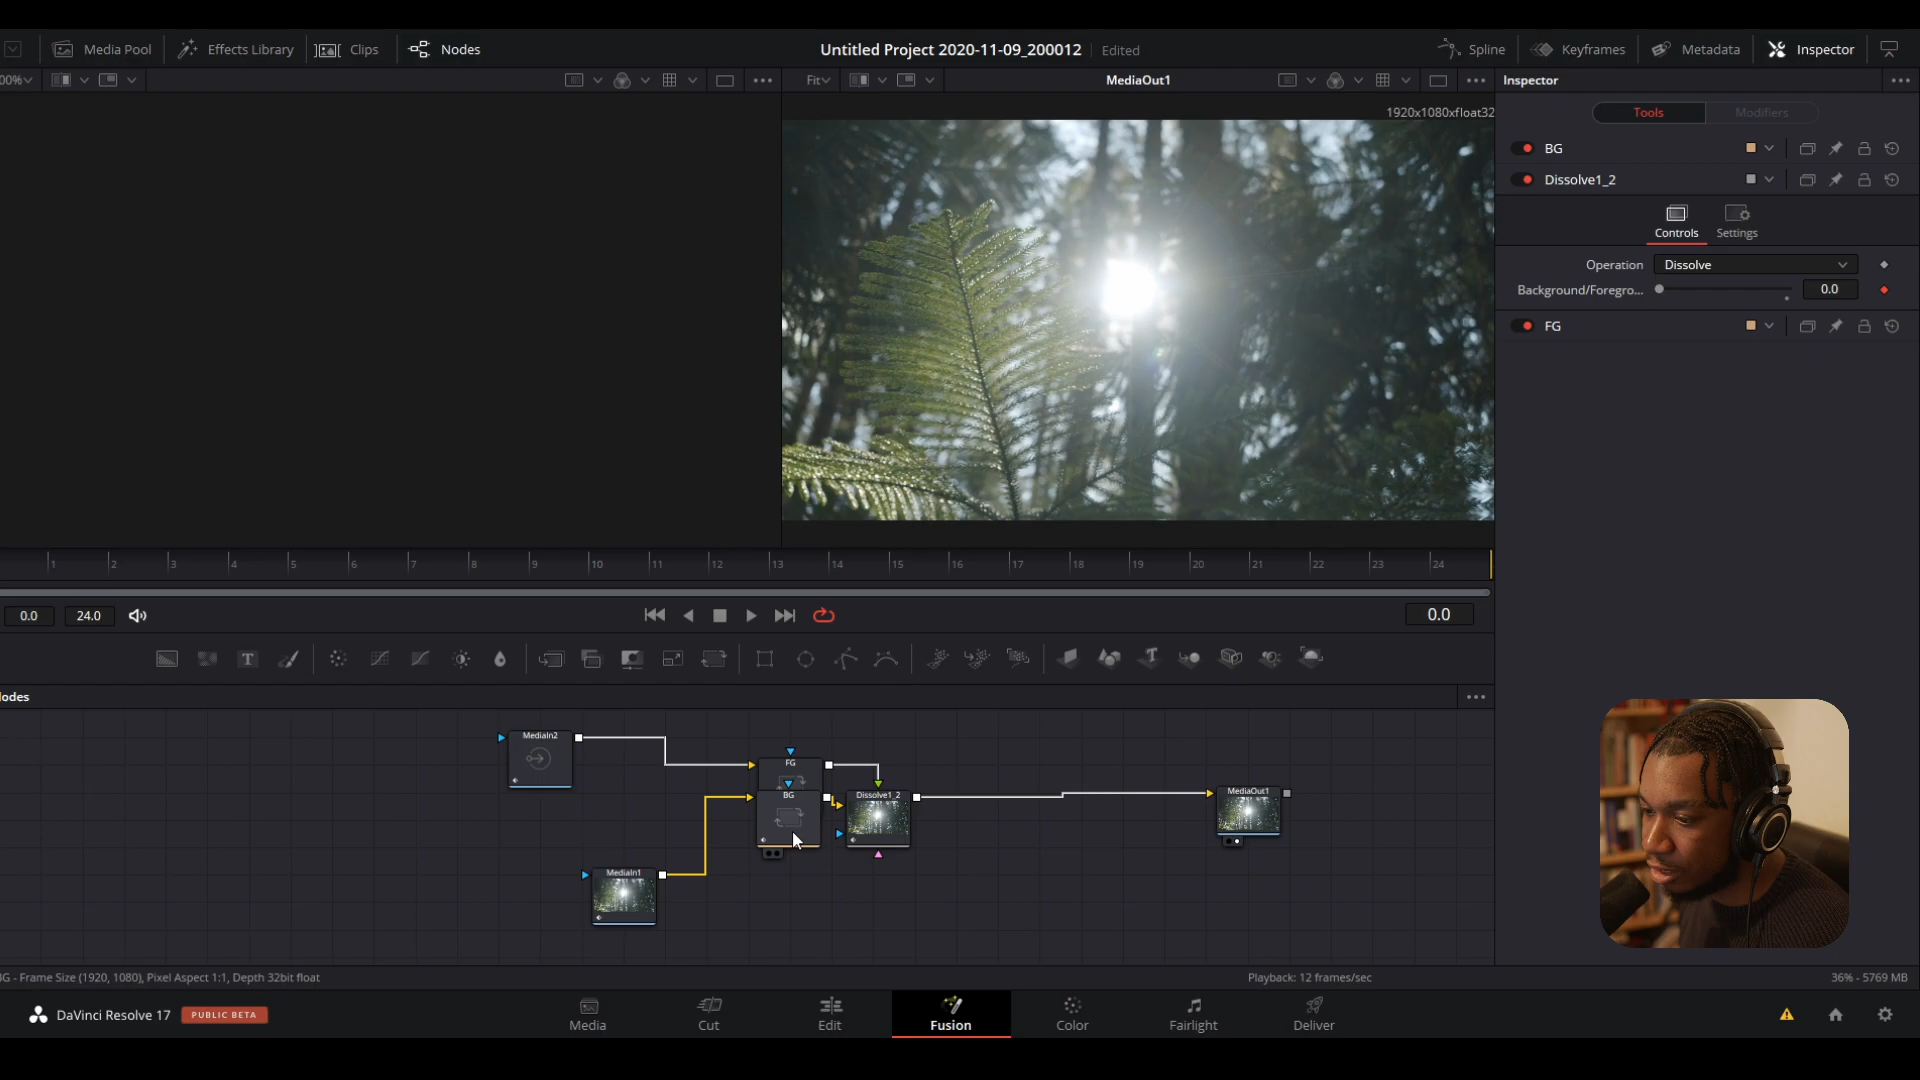 Media Pool
Effects Library
Clips
Nodes
Untitled Project 2020-11-09_200012
Edited
Spline
Keyframes
Metadata
Inspector
00%
Fit
MediaOut1
Inspector
1920x1080xfloat32
Tools
Modifiers
BG
Dissolve1_2
Controls
Settings
Operation
Dissolve
Background/Foregro...
0.0
FG
1
2
3
4
5
6
7
8
9
10
11
12
13
14
15
16
17
18
19
20
21
22
23
24
0.0
24.0
0.0
T
T
odes
MediaIn2
FG
BG
Dissolve1_2
MediaOut1
MediaIn1
BG - Frame Size (1920, 1080), Pixel Aspect 1:1, Depth 32bit float
Playback: 12 frames/sec
36% - 5769 MB
DaVinci Resolve 17
PUBLIC BETA
Media
Cut
Edit
Fusion
Color
Fairlight
Deliver